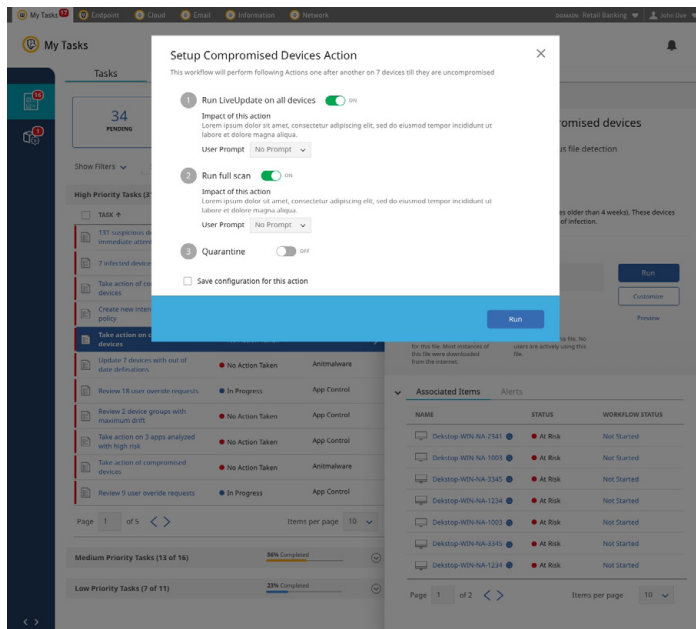 My Tasks 17 Endpoint Cloud Email Information Network DOMAIN: Retail Banking John Doe
My Tasks
16
1
Tasks
34
PENDING
Show Filters
High Priority Tasks (3
TASK
131 suspicious d
immediate atten
7 infected device
Take action of co
devices
Create new inten
policy
Take action on c
devices
Update 7 devices with out of
date definations
No Action Taken
Anitmalware
Review 18 user override requests
In Progress
App Control
Review 2 device groups with
maximum drift
No Action Taken
App Control
Take action on 3 apps analyzed
with high risk
No Action Taken
App Control
Take action of compromised
devices
No Action Taken
Anitmalware
Review 9 user overide requests
In Progress
App Control
Page 1 of 5
Items per page 10
Medium Priority Tasks (13 of 16)
56% Completed
Low Priority Tasks (7 of 11)
23% Completed
Setup Compromised Devices Action
This workflow will perform following Actions one after another on 7 devices till they are uncompromised
1 Run LiveUpdate on all devices ON
Impact of this action
Lorem ipsum dolor sit amet, consectetur adipiscing elit, sed do eiusmod tempor incididunt ut
labore et dolore magna aliqua.
User Prompt No Prompt
2 Run full scan ON
Impact of this action
Lorem ipsum dolor sit amet, consectetur adipiscing elit, sed do eiusmod tempor incididunt ut
labore et dolore magna aliqua.
User Prompt No Prompt
3 Quarantine OFF
Save configuration for this action
Run
omised devices
us file detection
es older than 4 weeks). These devices
of infection.
Run
Customize
Preview
for this file. Most instances of
this file were downloaded
from the internet.
his file. No
users are actively using this
file.
Associated Items Alerts
NAME STATUS WORKFLOW STATUS
Dekstop WIN-NA-2341 At Risk Not Started
Dekstop WIN-NA-1003 At Risk Not Started
Dekstop-WIN-NA-3345 At Risk Not Started
Dekstop-WIN-NA-1234 At Risk Not Started
Dekstop-WIN-NA-1003 At Risk Not Started
Dekstop-WIN-NA-3345 At Risk Not Started
Dekstop-WIN-NA-1234 At Risk Not Started
Page 1 of 2
Items per page 10